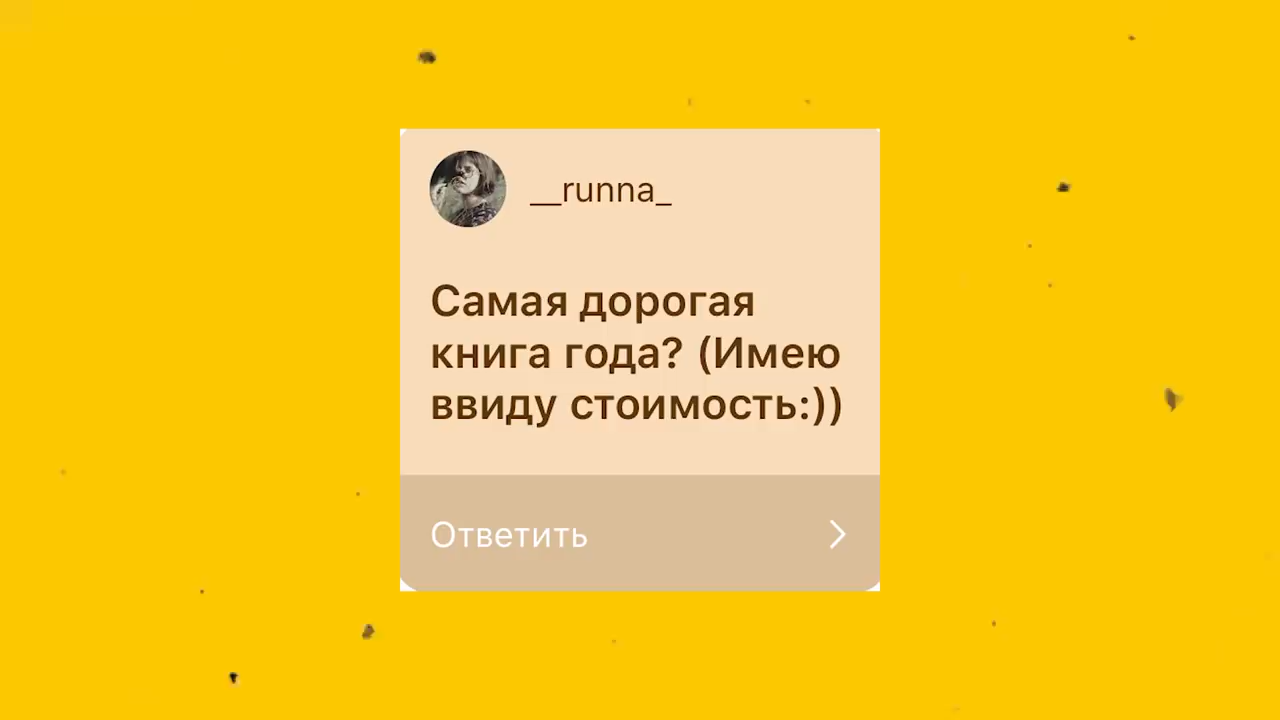 __runna_
Самая дорогая
книга года? (Имею
ввиду стоимость:))
Ответить